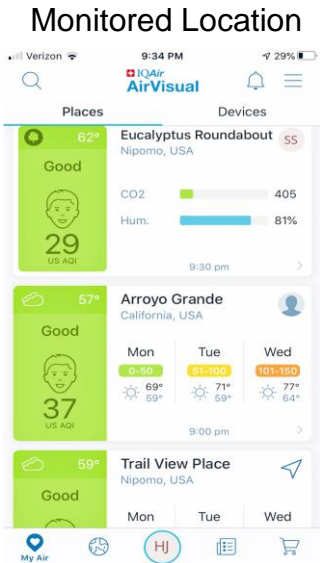 Monitored Location
Verizon 9:34 PM 29%
IQAir
AirVisual
Places Devices
62° Eucalyptus Roundabout SS
Nipomo, USA
Good
CO2 405
Hum. 81%
29
US AQI
9:30 pm
57° Arroyo Grande
California, USA
Good
Mon Tue Wed
0-50 51-100 101-150
69° 71° 77°
59° 59° 64°
37
US AQI
9:00 pm
59° Trail View Place
Nipomo, USA
Good
Mon Tue Wed
My Air HJ